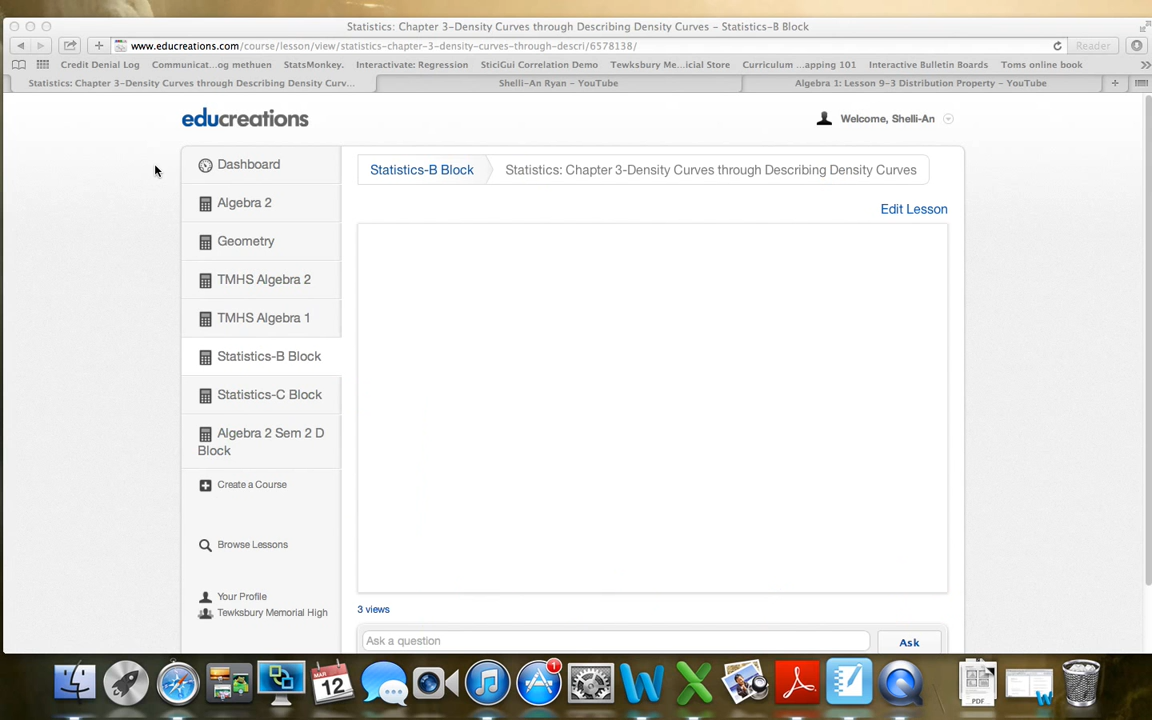 Statistics: Chapter 3-Density Curves through Describing Density Curves – Statistics-B Block
www.educreations.com/course/lesson/view/statistics-chapter-3-density-curves-through-descri/6578138/
Reader
Credit Denial Log Communicat...og methuen StatsMonkey. Interactivate: Regression SticiGui Correlation Demo Tewksbury Me...icial Store Curriculum ...apping 101 Interactive Bulletin Boards Toms online book
Statistics: Chapter 3-Density Curves through Describing Density Curv... Shelli-An Ryan – YouTube Algebra 1: Lesson 9-3 Distribution Property – YouTube
educreations
Welcome, Shelli-An
Dashboard
Statistics-B Block Statistics: Chapter 3-Density Curves through Describing Density Curves
Algebra 2
Edit Lesson
Geometry
TMHS Algebra 2
TMHS Algebra 1
Statistics-B Block
Statistics-C Block
Algebra 2 Sem 2 D
Block
Create a Course
Browse Lessons
Your Profile
Tewksbury Memorial High
3 views
Ask a question
Ask
MAR
12
1
PDF